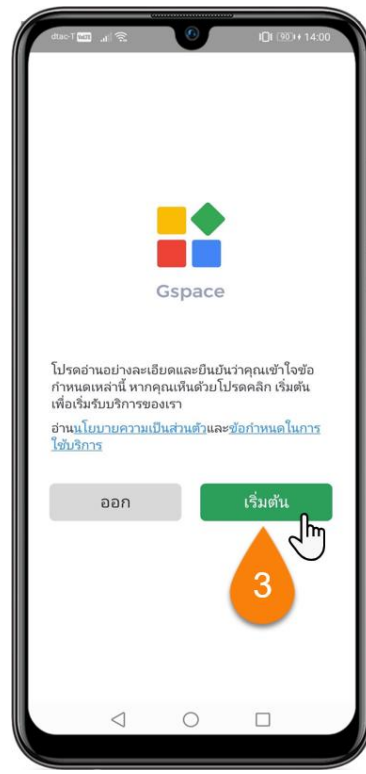 dtac-T 90 14:00
Gspace
โปรดอ่านอย่างละเอียดและยืนยันว่าคุณเข้าใจข้อ
กำหนดเหล่านี้ หากคุณเห็นด้วยโปรดคลิก เริ่มต้น
เพื่อเริ่มรับบริการของเรา
อ่านนโยบายความเป็นส่วนตัวและข้อกำหนดในการ
ใช้บริการ
ออก เริ่มต้น
3